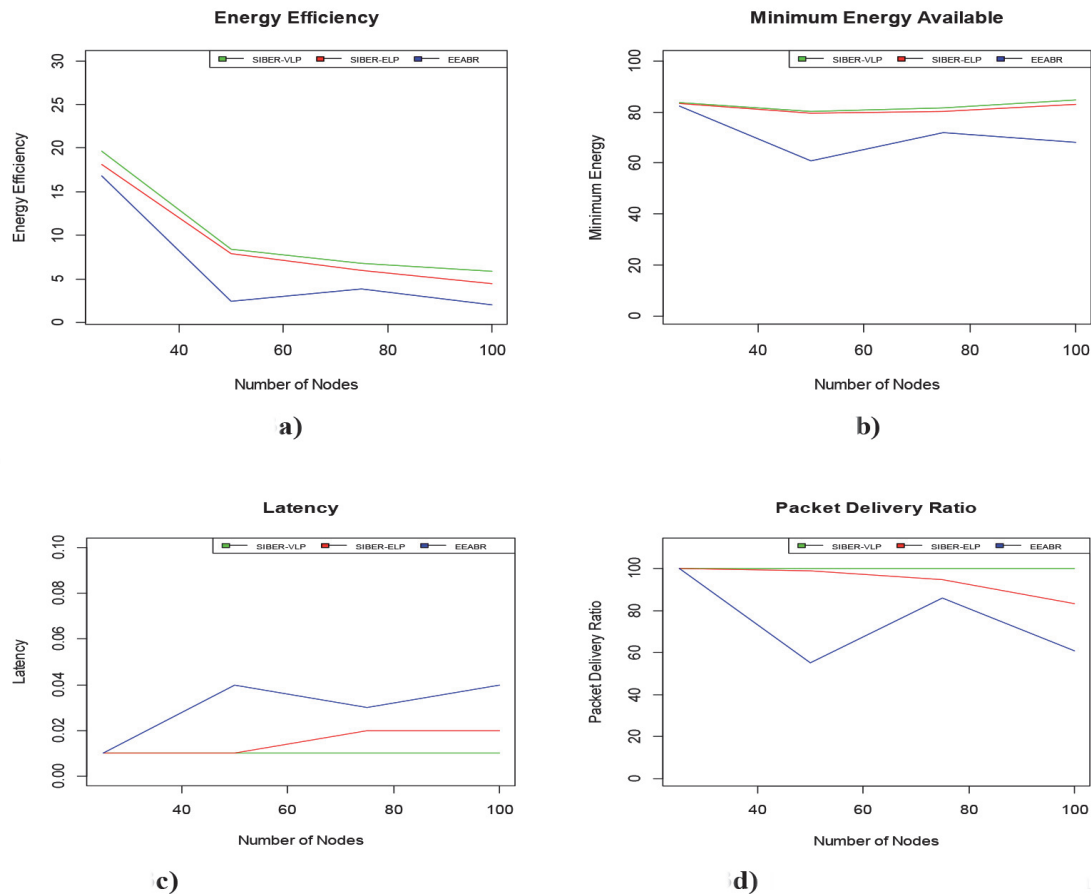 Energy Efficiency
SIBER-VLP SIBER-ELP EEABR
Energy Efficiency
30
25
20
15
10
5
0
40 60 80 100
Number of Nodes
a)
Minimum Energy Available
SIBER-VLP SIBER-ELP EEABR
Minimum Energy
100
80
60
40
20
0
40 60 80 100
Number of Nodes
b)
Latency
SIBER-VLP SIBER-ELP EEABR
Latency
0.10
0.08
0.06
0.04
0.02
0.00
40 60 80 100
Number of Nodes
c)
Packet Delivery Ratio
SIBER-VLP SIBER-ELP EEABR
Packet Delivery Ratio
100
80
60
40
20
0
40 60 80 100
Number of Nodes
d)